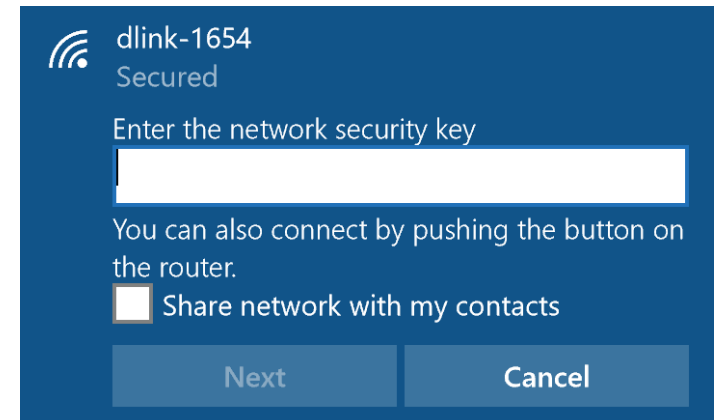 dlink-1654
Secured
Enter the network security key
You can also connect by pushing the button on
the router.
Share network with my contacts
Next
Cancel